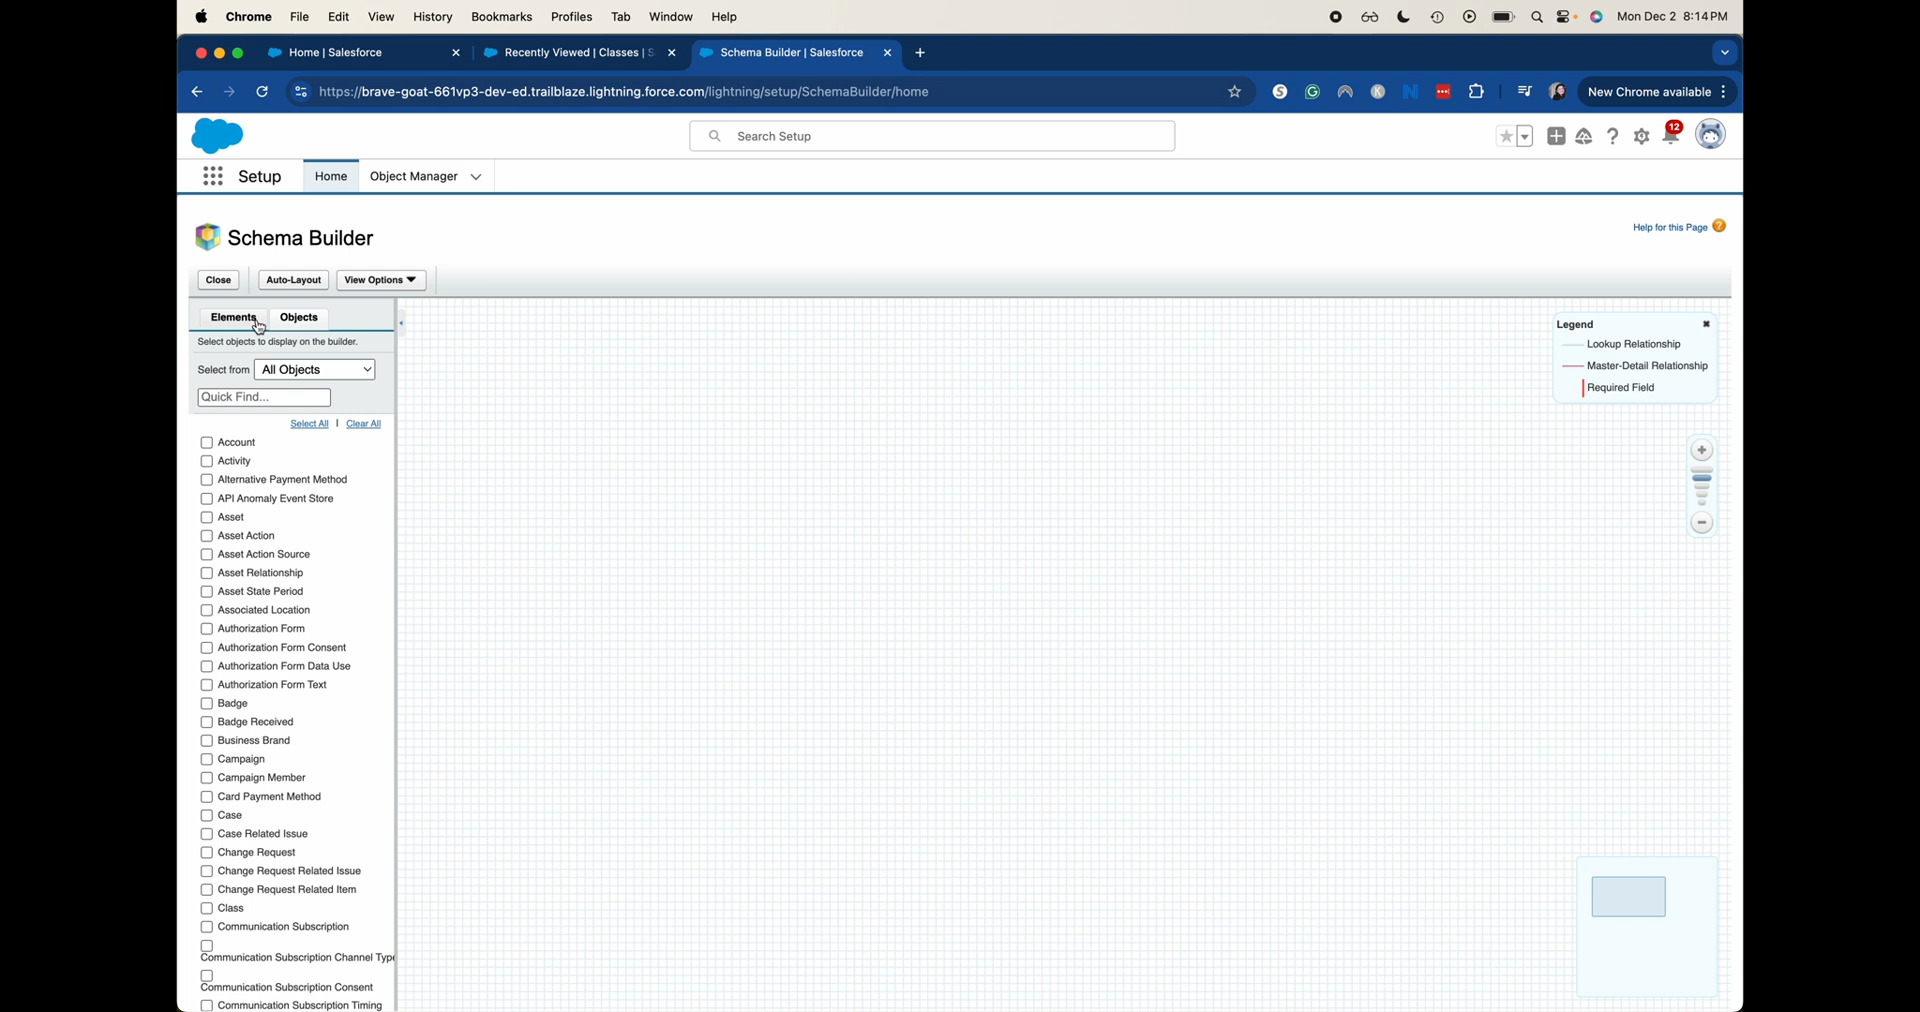 Chrome File Edit View History Bookmarks Profiles Tab Window Help Mon Dec 2 8:14 PM
Home | Salesforce Recently Viewed | Classes | S Schema Builder | Salesforce
https://brave-goat-661vp3-dev-ed.trailblaze.lightning.force.com/lightning/setup/SchemaBuilder/home New Chrome available
Search Setup 12
Setup Home Object Manager
Schema Builder Help for this Page ?
Close Auto-Layout View Options
Elements Objects
Select objects to display on the builder.
Select from All Objects
Quick Find...
Select All | Clear All
Account
Activity
Alternative Payment Method
API Anomaly Event Store
Asset
Asset Action
Asset Action Source
Asset Relationship
Asset State Period
Associated Location
Authorization Form
Authorization Form Consent
Authorization Form Data Use
Authorization Form Text
Badge
Badge Received
Business Brand
Campaign
Campaign Member
Card Payment Method
Case
Case Related Issue
Change Request
Change Request Related Issue
Change Request Related Item
Class
Communication Subscription
Communication Subscription Channel Type
Communication Subscription Consent
Communication Subscription Timing
Legend
Lookup Relationship
Master-Detail Relationship
Required Field